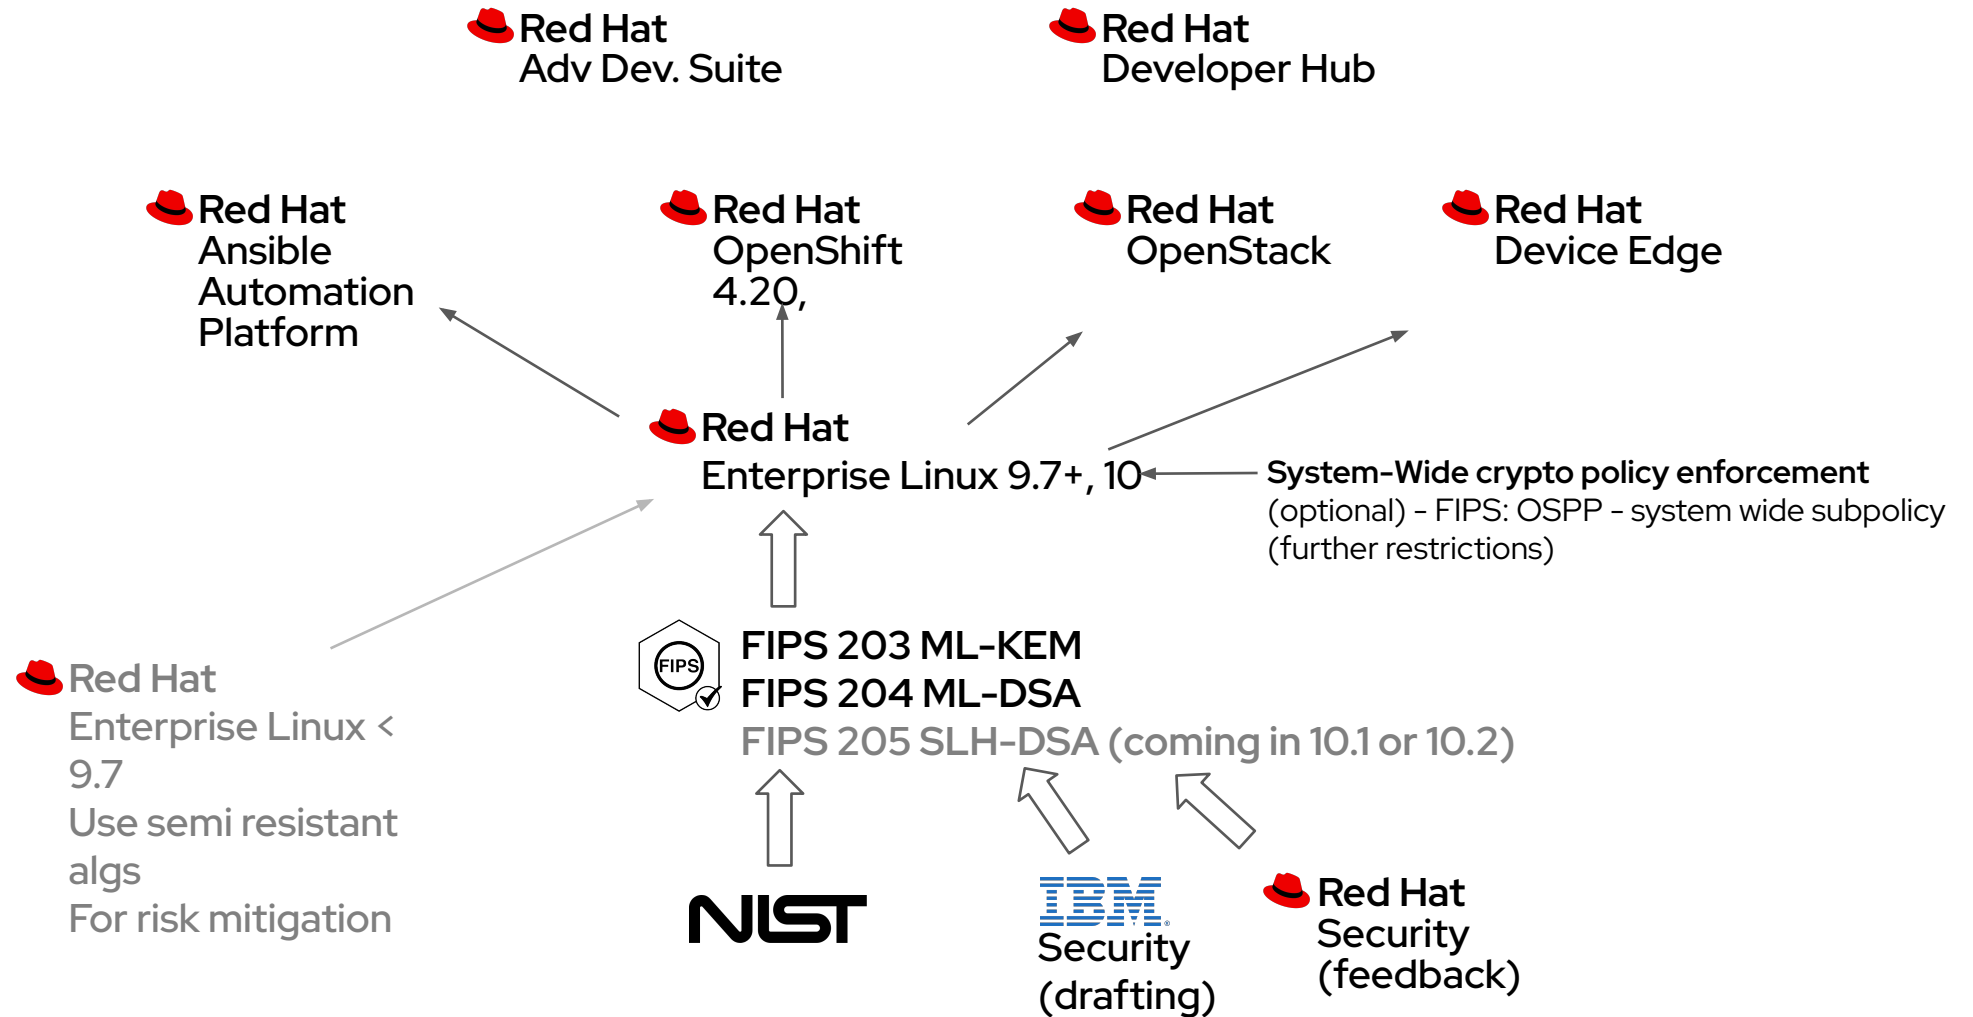 Red Hat
Adv Dev. Suite
Red Hat
Developer Hub
Red Hat
Ansible
Automation
Platform
Red Hat
OpenShift
4.20,
Red Hat
OpenStack
Red Hat
Device Edge
Red Hat
Enterprise Linux 9.7+, 10
System-Wide crypto policy enforcement
(optional) - FIPS: OSPP - system wide subpolicy
(further restrictions)
Red Hat
Enterprise Linux <
9.7
Use semi resistant
algs
For risk mitigation
FIPS
FIPS 203 ML-KEM
FIPS 204 ML-DSA
FIPS 205 SLH-DSA (coming in 10.1 or 10.2)
NIST
IBM®
Security
(drafting)
Red Hat
Security
(feedback)